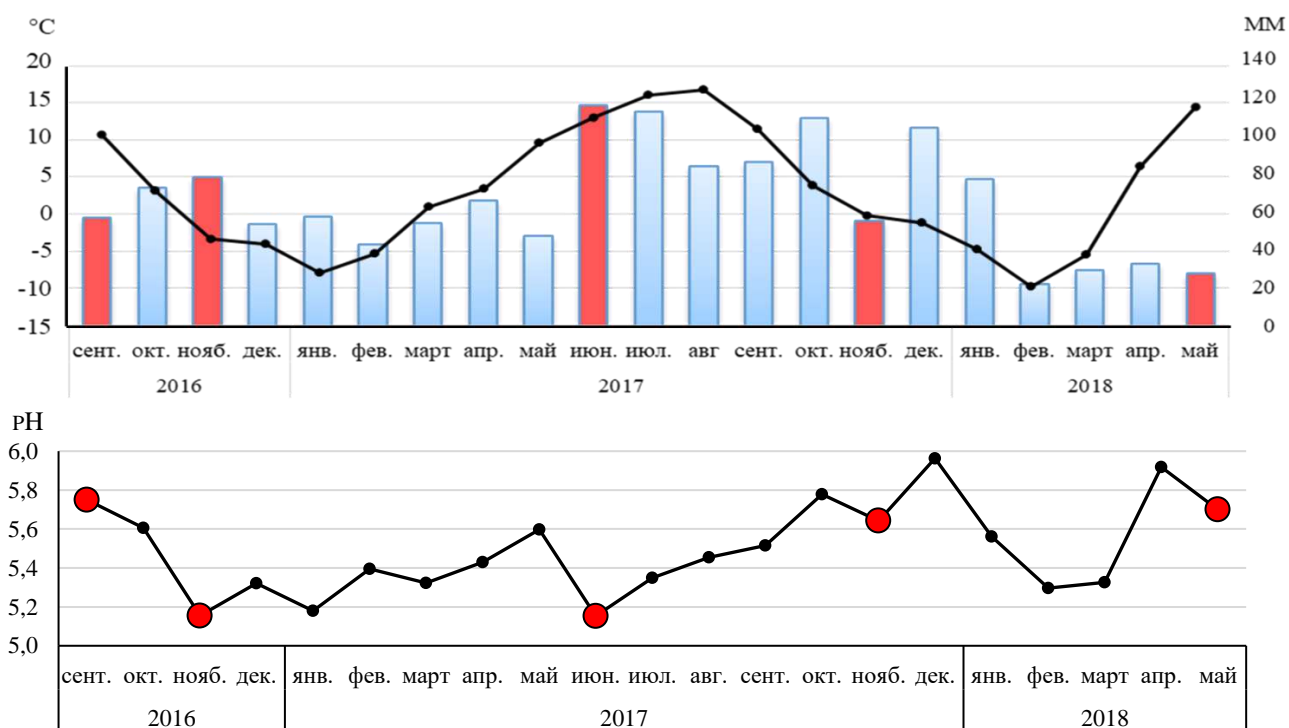 °С ММ
20 140
15 120
10 100
5 80
0 60
-5 40
-10 20
-15 0
сент. окт. нояб. дек. янв. фев. март апр. май июн. июл. авг сент. окт. нояб. дек. янв. фев. март апр. май
2016 2017 2018
РН
6,0
5,8
5,6
5,4
5,2
5,0
сент. окт. нояб. дек. янв. фев. март апр. май июн. июл. авг. сент. окт. нояб. дек. янв. фев. март апр. май
2016 2017 2018